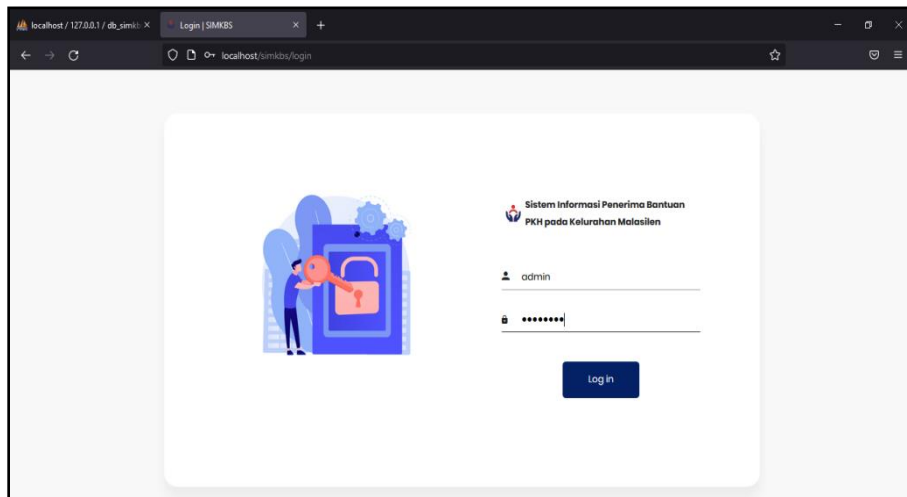 localhost / 127.0.0.1 / db_simkb
Login | SIMKBS
localhost/simkbs/login
Sistem Informasi Penerima Bantuan
PKH pada Kelurahan Malasilen
admin
••••••••
Log in